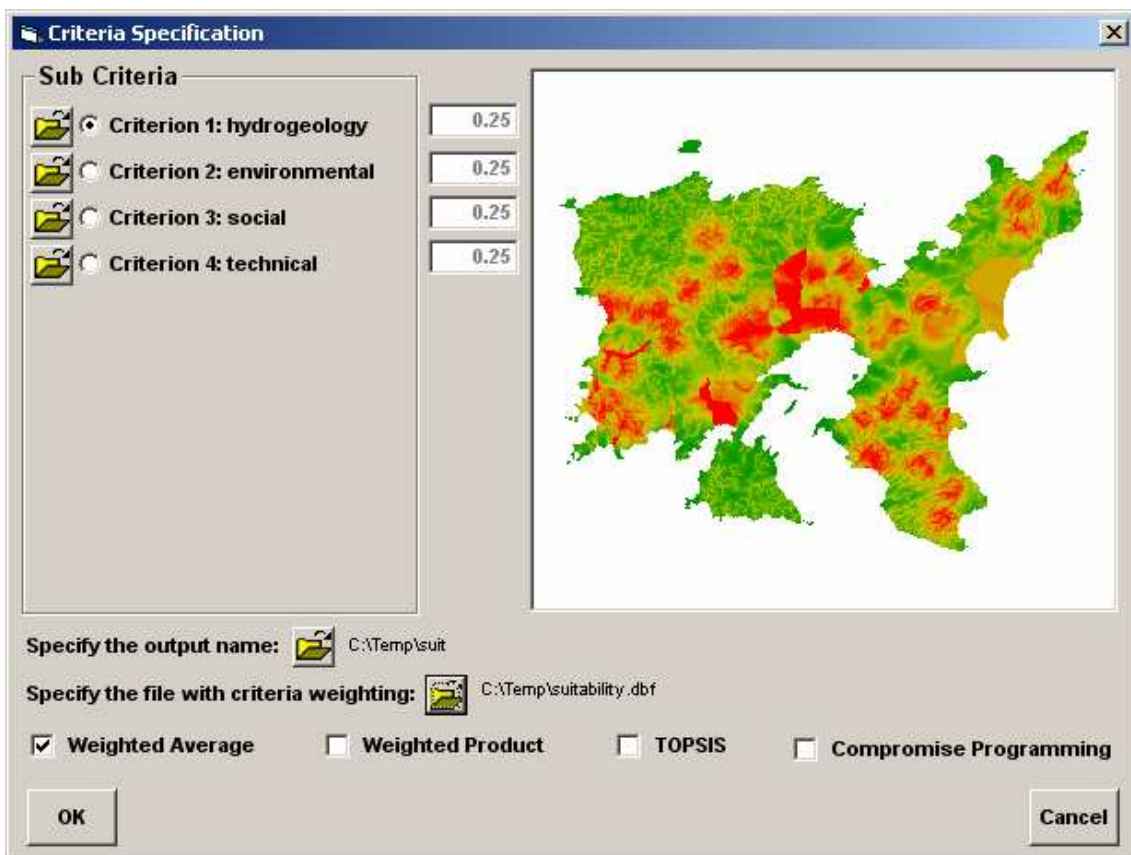 Criteria Specification
Sub Criteria
Criterion 1: hydrogeology 0.25
Criterion 2: environmental 0.25
Criterion 3: social 0.25
Criterion 4: technical 0.25
Specify the output name: C:\Temp\suit
Specify the file with criteria weighting: C:\Temp\suitability.dbf
Weighted Average Weighted Product TOPSIS Compromise Programming
OK Cancel